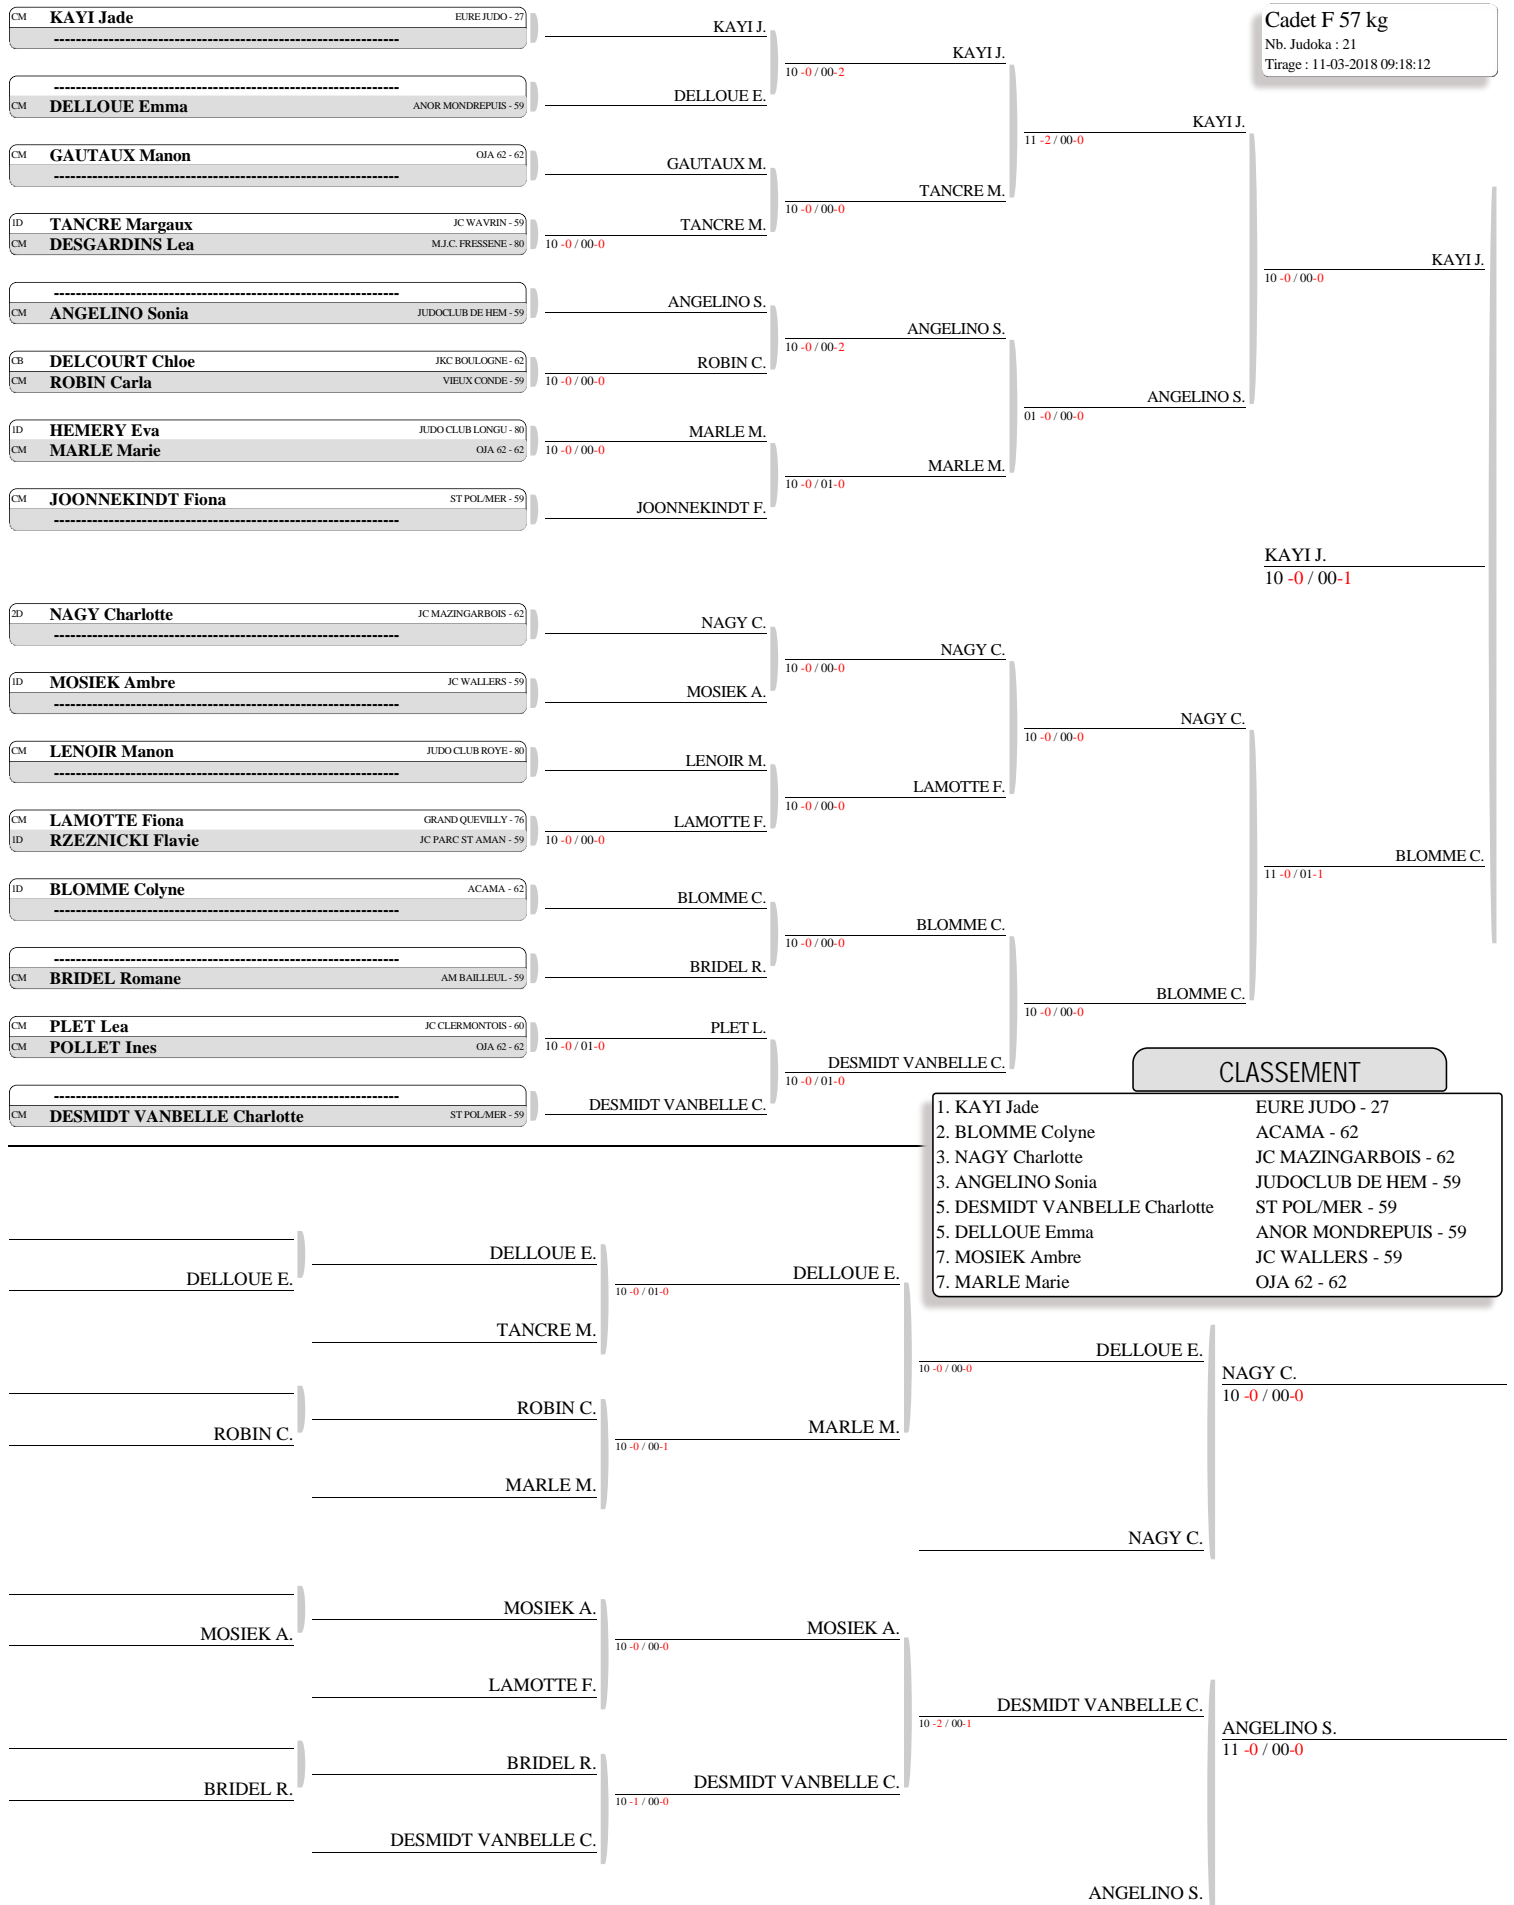 Cadet F 57 kg
Nb. Judoka : 21
Tirage : 11-03-2018 09:18:12
CM KAYI Jade EURE JUDO - 27
----------------------------------------------------------------
----------------------------------------------------------------
CM DELLOUE Emma ANOR MONDREPUIS - 59
CM GAUTAUX Manon OJA 62 - 62
----------------------------------------------------------------
1D TANCRE Margaux JC WAVRIN - 59
CM DESGARDINS Lea M.J.C. FRESSENE - 80
----------------------------------------------------------------
CM ANGELINO Sonia JUDOCLUB DE HEM - 59
CB DELCOURT Chloe JKC BOULOGNE - 62
CM ROBIN Carla VIEUX CONDE - 59
1D HEMERY Eva JUDO CLUB LONGU - 80
CM MARLE Marie OJA 62 - 62
CM JOONNEKINDT Fiona ST POL/MER - 59
----------------------------------------------------------------
2D NAGY Charlotte JC MAZINGARBOIS - 62
----------------------------------------------------------------
1D MOSIEK Ambre JC WALLERS - 59
----------------------------------------------------------------
CM LENOIR Manon JUDO CLUB ROYE - 80
----------------------------------------------------------------
CM LAMOTTE Fiona GRAND QUEVILLY - 76
1D RZEZNICKI Flavie JC PARC ST AMAN - 59
1D BLOMME Colyne ACAMA - 62
----------------------------------------------------------------
----------------------------------------------------------------
CM BRIDEL Romane AM BAILLEUL - 59
CM PLET Lea JC CLERMONTOIS - 60
CM POLLET Ines OJA 62 - 62
----------------------------------------------------------------
CM DESMIDT VANBELLE Charlotte ST POL/MER - 59
KAYI J.
DELLOUE E.
GAUTAUX M.
TANCRE M.
10 -0 / 00-0
ANGELINO S.
ROBIN C.
10 -0 / 00-0
MARLE M.
10 -0 / 00-0
JOONNEKINDT F.
NAGY C.
MOSIEK A.
LENOIR M.
LAMOTTE F.
10 -0 / 00-0
BLOMME C.
BRIDEL R.
PLET L.
10 -0 / 01-0
DESMIDT VANBELLE C.
KAYI J.
10 -0 / 00-2
TANCRE M.
10 -0 / 00-0
ANGELINO S.
10 -0 / 00-2
MARLE M.
10 -0 / 01-0
NAGY C.
10 -0 / 00-0
LAMOTTE F.
10 -0 / 00-0
BLOMME C.
10 -0 / 00-0
DESMIDT VANBELLE C.
10 -0 / 01-0
KAYI J.
11 -2 / 00-0
ANGELINO S.
01 -0 / 00-0
NAGY C.
10 -0 / 00-0
BLOMME C.
10 -0 / 00-0
KAYI J.
10 -0 / 00-0
BLOMME C.
11 -0 / 01-1
KAYI J.
10 -0 / 00-1
CLASSEMENT
1. KAYI Jade EURE JUDO - 27
2. BLOMME Colyne ACAMA - 62
3. NAGY Charlotte JC MAZINGARBOIS - 62
3. ANGELINO Sonia JUDOCLUB DE HEM - 59
5. DESMIDT VANBELLE Charlotte ST POL/MER - 59
5. DELLOUE Emma ANOR MONDREPUIS - 59
7. MOSIEK Ambre JC WALLERS - 59
7. MARLE Marie OJA 62 - 62
DELLOUE E.
ROBIN C.
MOSIEK A.
BRIDEL R.
DELLOUE E.
TANCRE M.
ROBIN C.
MARLE M.
MOSIEK A.
LAMOTTE F.
BRIDEL R.
DESMIDT VANBELLE C.
DELLOUE E.
10 -0 / 01-0
MARLE M.
10 -0 / 00-1
MOSIEK A.
10 -0 / 00-0
DESMIDT VANBELLE C.
10 -1 / 00-0
DELLOUE E.
10 -0 / 00-0
NAGY C.
DESMIDT VANBELLE C.
10 -2 / 00-1
ANGELINO S.
NAGY C.
10 -0 / 00-0
ANGELINO S.
11 -0 / 00-0